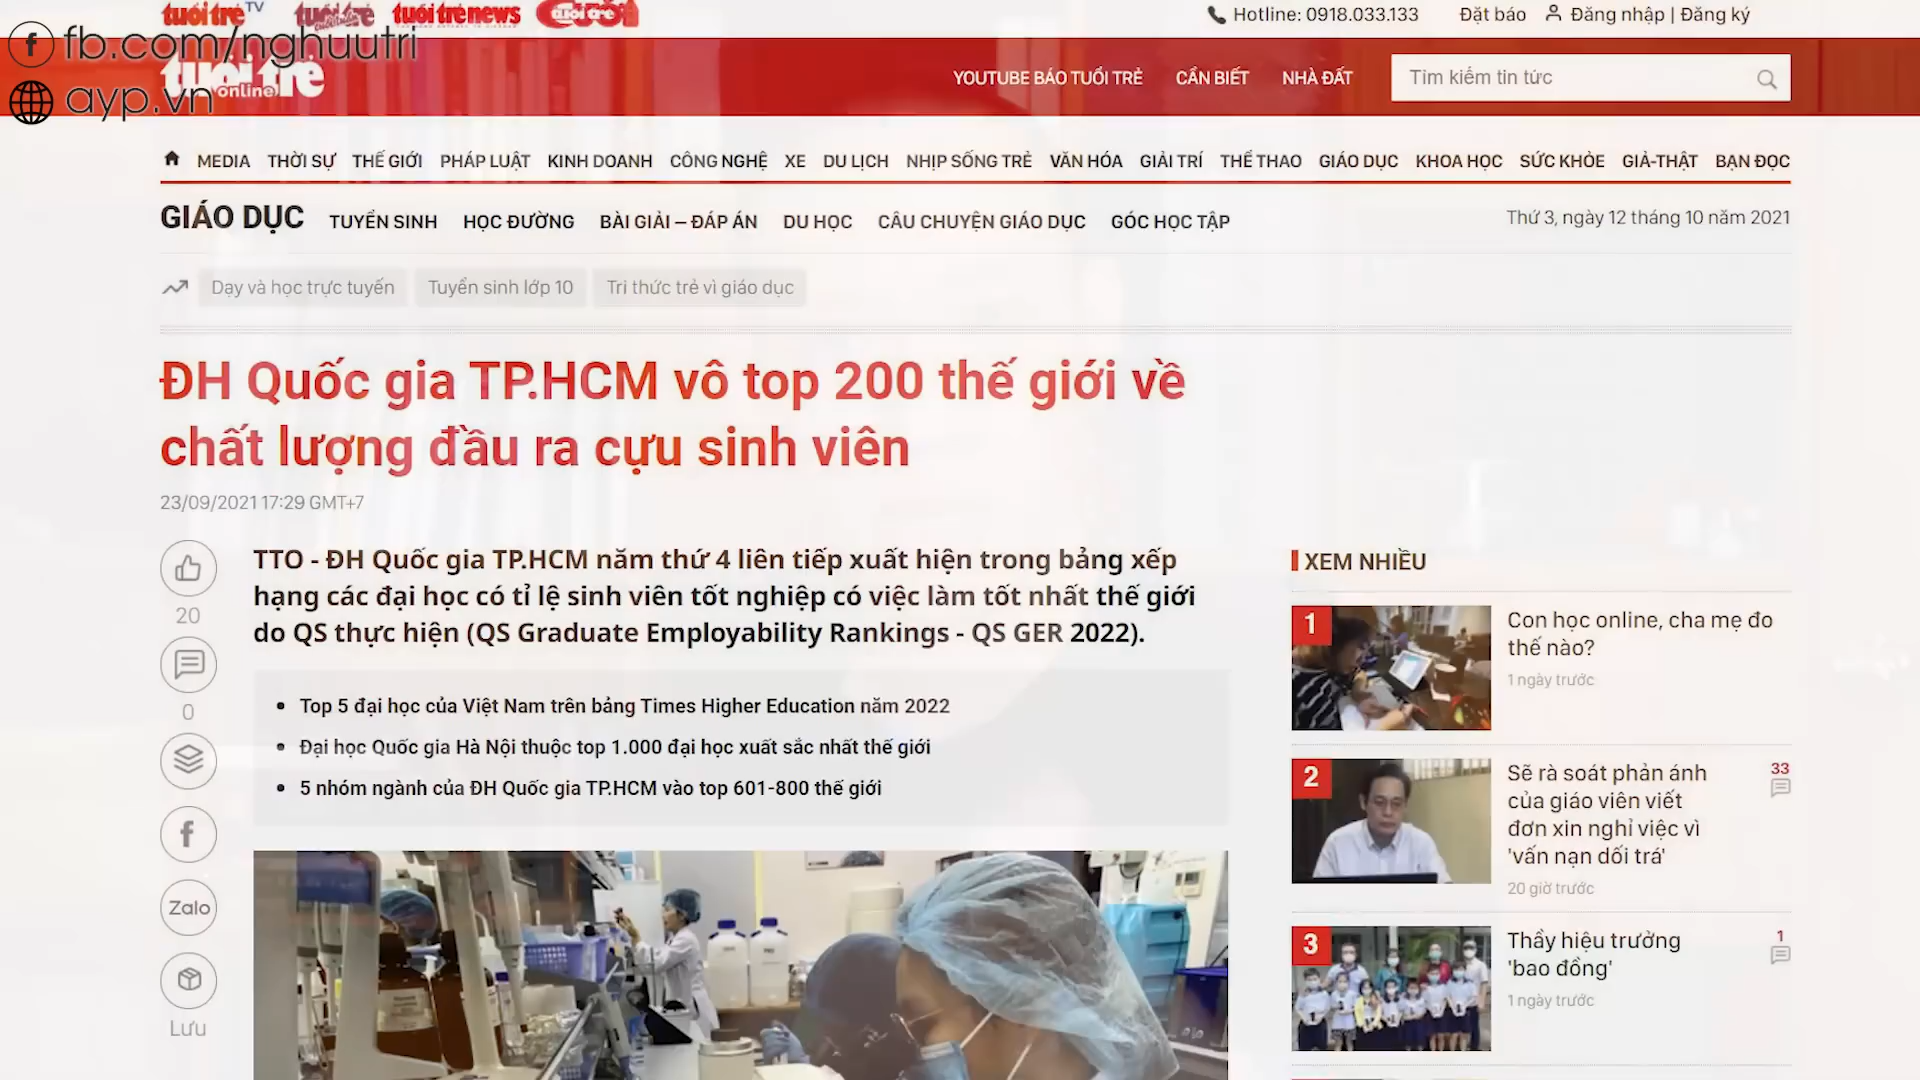 tuổi trẻ TV
tuổi trẻ
tuổi trẻ news
tuổi trẻ
Hotline: 0918.033.133
Đặt báo
Đăng nhập | Đăng ký
fb.com/nghuutri
tuổi trẻ
online
ayp.vn
YOUTUBE BÁO TUỔI TRẺ
CẦN BIẾT
NHÀ ĐẤT
Tìm kiếm tin tức
MEDIA THỜI SỰ THẾ GIỚI PHÁP LUẬT KINH DOANH CÔNG NGHỆ XE DU LỊCH NHỊP SỐNG TRẺ VĂN HÓA GIẢI TRÍ THỂ THAO GIÁO DỤC KHOA HỌC SỨC KHỎE GIẢ-THẬT BẠN ĐỌC
GIÁO DỤC TUYỂN SINH HỌC ĐƯỜNG BÀI GIẢI – ĐÁP ÁN DU HỌC CÂU CHUYỆN GIÁO DỤC GÓC HỌC TẬP
Thứ 3, ngày 12 tháng 10 năm 2021
Dạy và học trực tuyến
Tuyển sinh lớp 10
Tri thức trẻ vì giáo dục
ĐH Quốc gia TP.HCM vô top 200 thế giới về
chất lượng đầu ra cựu sinh viên
23/09/2021 17:29 GMT+7
20
0
Zalo
Lưu
TTO - ĐH Quốc gia TP.HCM năm thứ 4 liên tiếp xuất hiện trong bảng xếp
hạng các đại học có tỉ lệ sinh viên tốt nghiệp có việc làm tốt nhất thế giới
do QS thực hiện (QS Graduate Employability Rankings - QS GER 2022).
• Top 5 đại học của Việt Nam trên bảng Times Higher Education năm 2022
• Đại học Quốc gia Hà Nội thuộc top 1.000 đại học xuất sắc nhất thế giới
• 5 nhóm ngành của ĐH Quốc gia TP.HCM vào top 601-800 thế giới
XEM NHIỀU
1
Con học online, cha mẹ đo
thế nào?
1 ngày trước
2
Sẽ rà soát phản ánh
của giáo viên viết
đơn xin nghỉ việc vì
'vấn nạn dối trá'
20 giờ trước
33
3
Thầy hiệu trưởng
'bao đồng'
1 ngày trước
1